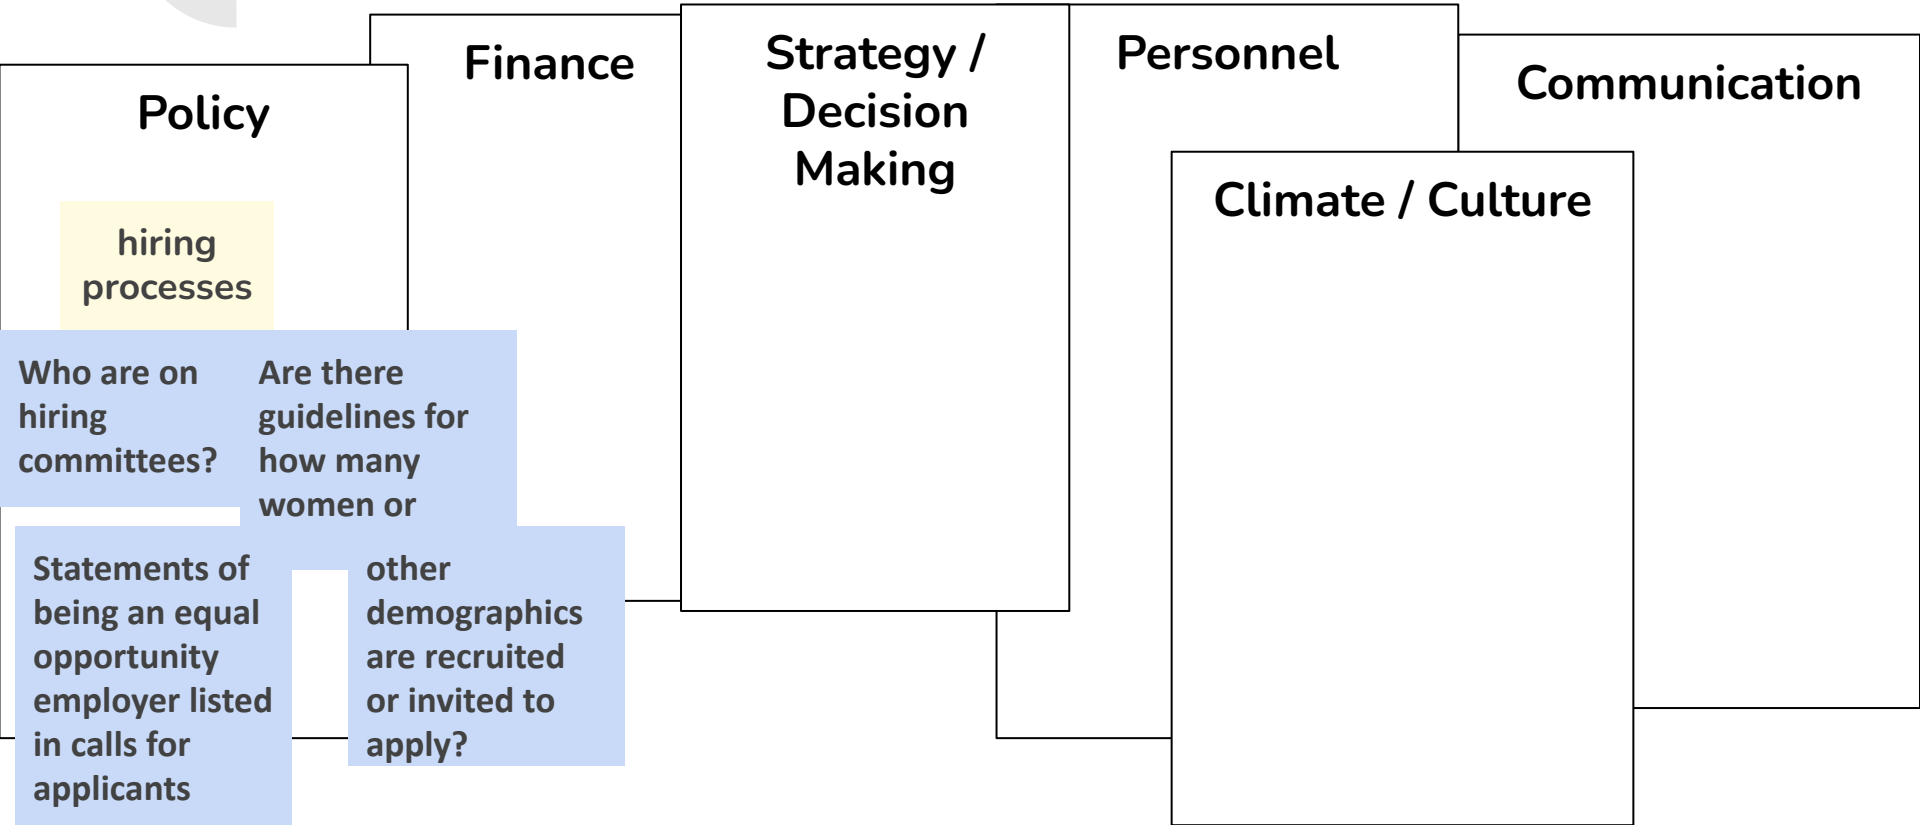 Policy
hiring
processes
Who are on
hiring
committees?
Are there
guidelines for
how many
women or
Statements of
being an equal
opportunity
employer listed
in calls for
applicants
other
demographics
are recruited
or invited to
apply?
Finance
Strategy /
Decision
Making
Personnel
Climate / Culture
Communication